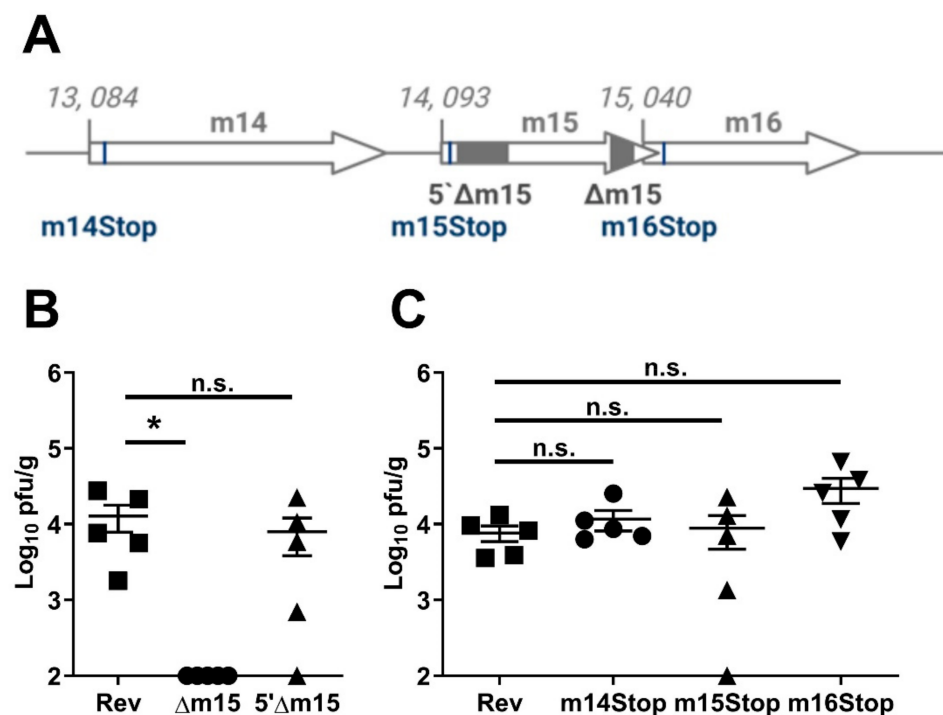 A
13, 084 14, 093 15, 040
m14 m15 m16
5`Δm15 Δm15
m14Stop m15Stop m16Stop
B
Log10 pfu/g
6
5
4
3
2
n.s.
*
Rev Δm15 5'Δm15
C
Log10 pfu/g
6
5
4
3
2
n.s.
n.s.
n.s.
Rev m14Stop m15Stop m16Stop